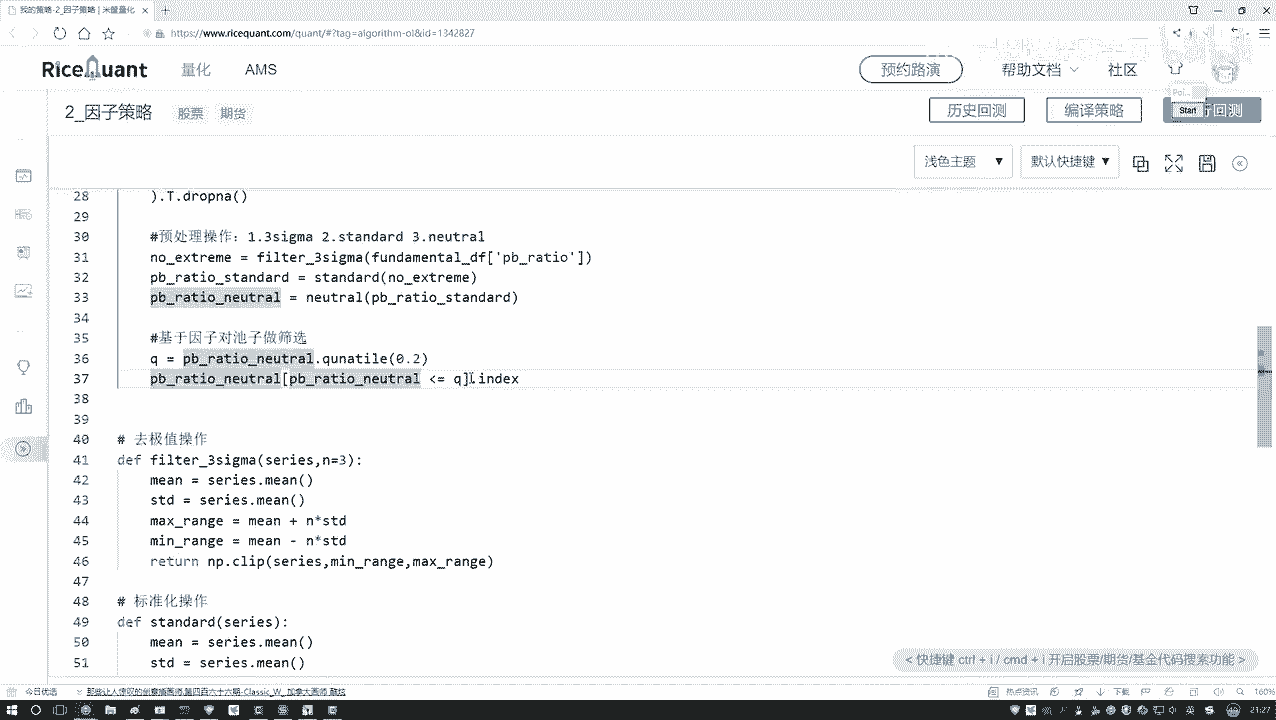 我的策略-2_因子策略 | 米筐量化
https://www.ricequant.com/quant/#?tag=algorithm-ol&id=1342827
RiceQuant 量化 AMS 预约路演 帮助文档 社区
2_因子策略 股票 期货 历史回测 编译策略 回测
Start
浅色主题 ▼ 默认快捷键 ▼
28 ).T.dropna()
29
30 #预处理操作: 1.3sigma 2.standard 3.neutral
31 no_extreme = filter_3sigma(fundamental_df['pb_ratio'])
32 pb_ratio_standard = standard(no_extreme)
33 pb_ratio_neutral = neutral(pb_ratio_standard)
34
35 #基于因子对池子做筛选
36 q = pb_ratio_neutral.qunatile(0.2)
37 pb_ratio_neutral[pb_ratio_neutral <= q].index
38
39
40 # 去极值操作
41 def filter_3sigma(series,n=3):
42 mean = series.mean()
43 std = series.mean()
44 max_range = mean + n*std
45 min_range = mean - n*std
46 return np.clip(series,min_range,max_range)
47
48 # 标准化操作
49 def standard(series):
50 mean = series.mean()
51 std = series.mean()
< 快捷键 ctrl + i / cmd + i 开启股票/期货/基金代码搜索功能 >
今日优选 热点资讯 下载 160%
21:27